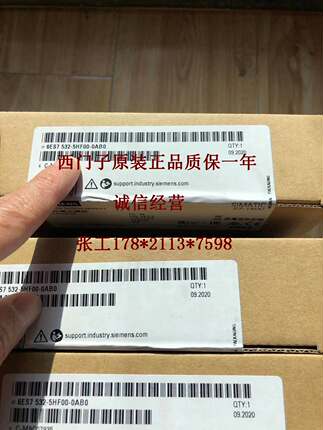 6ES7 532-5HF00-0AB0
QTY:1
09.2020
西门子原装正品质保一年
support.industry.siemens.com
SIMATIC
诚信经营
张工178*2113*7598
6ES7 532-5HF00-0AB0
QTY:1
09.2020
support.industry.siemens.com
6ES7 532-5HF00-0AB0
QTY:1
09.2020